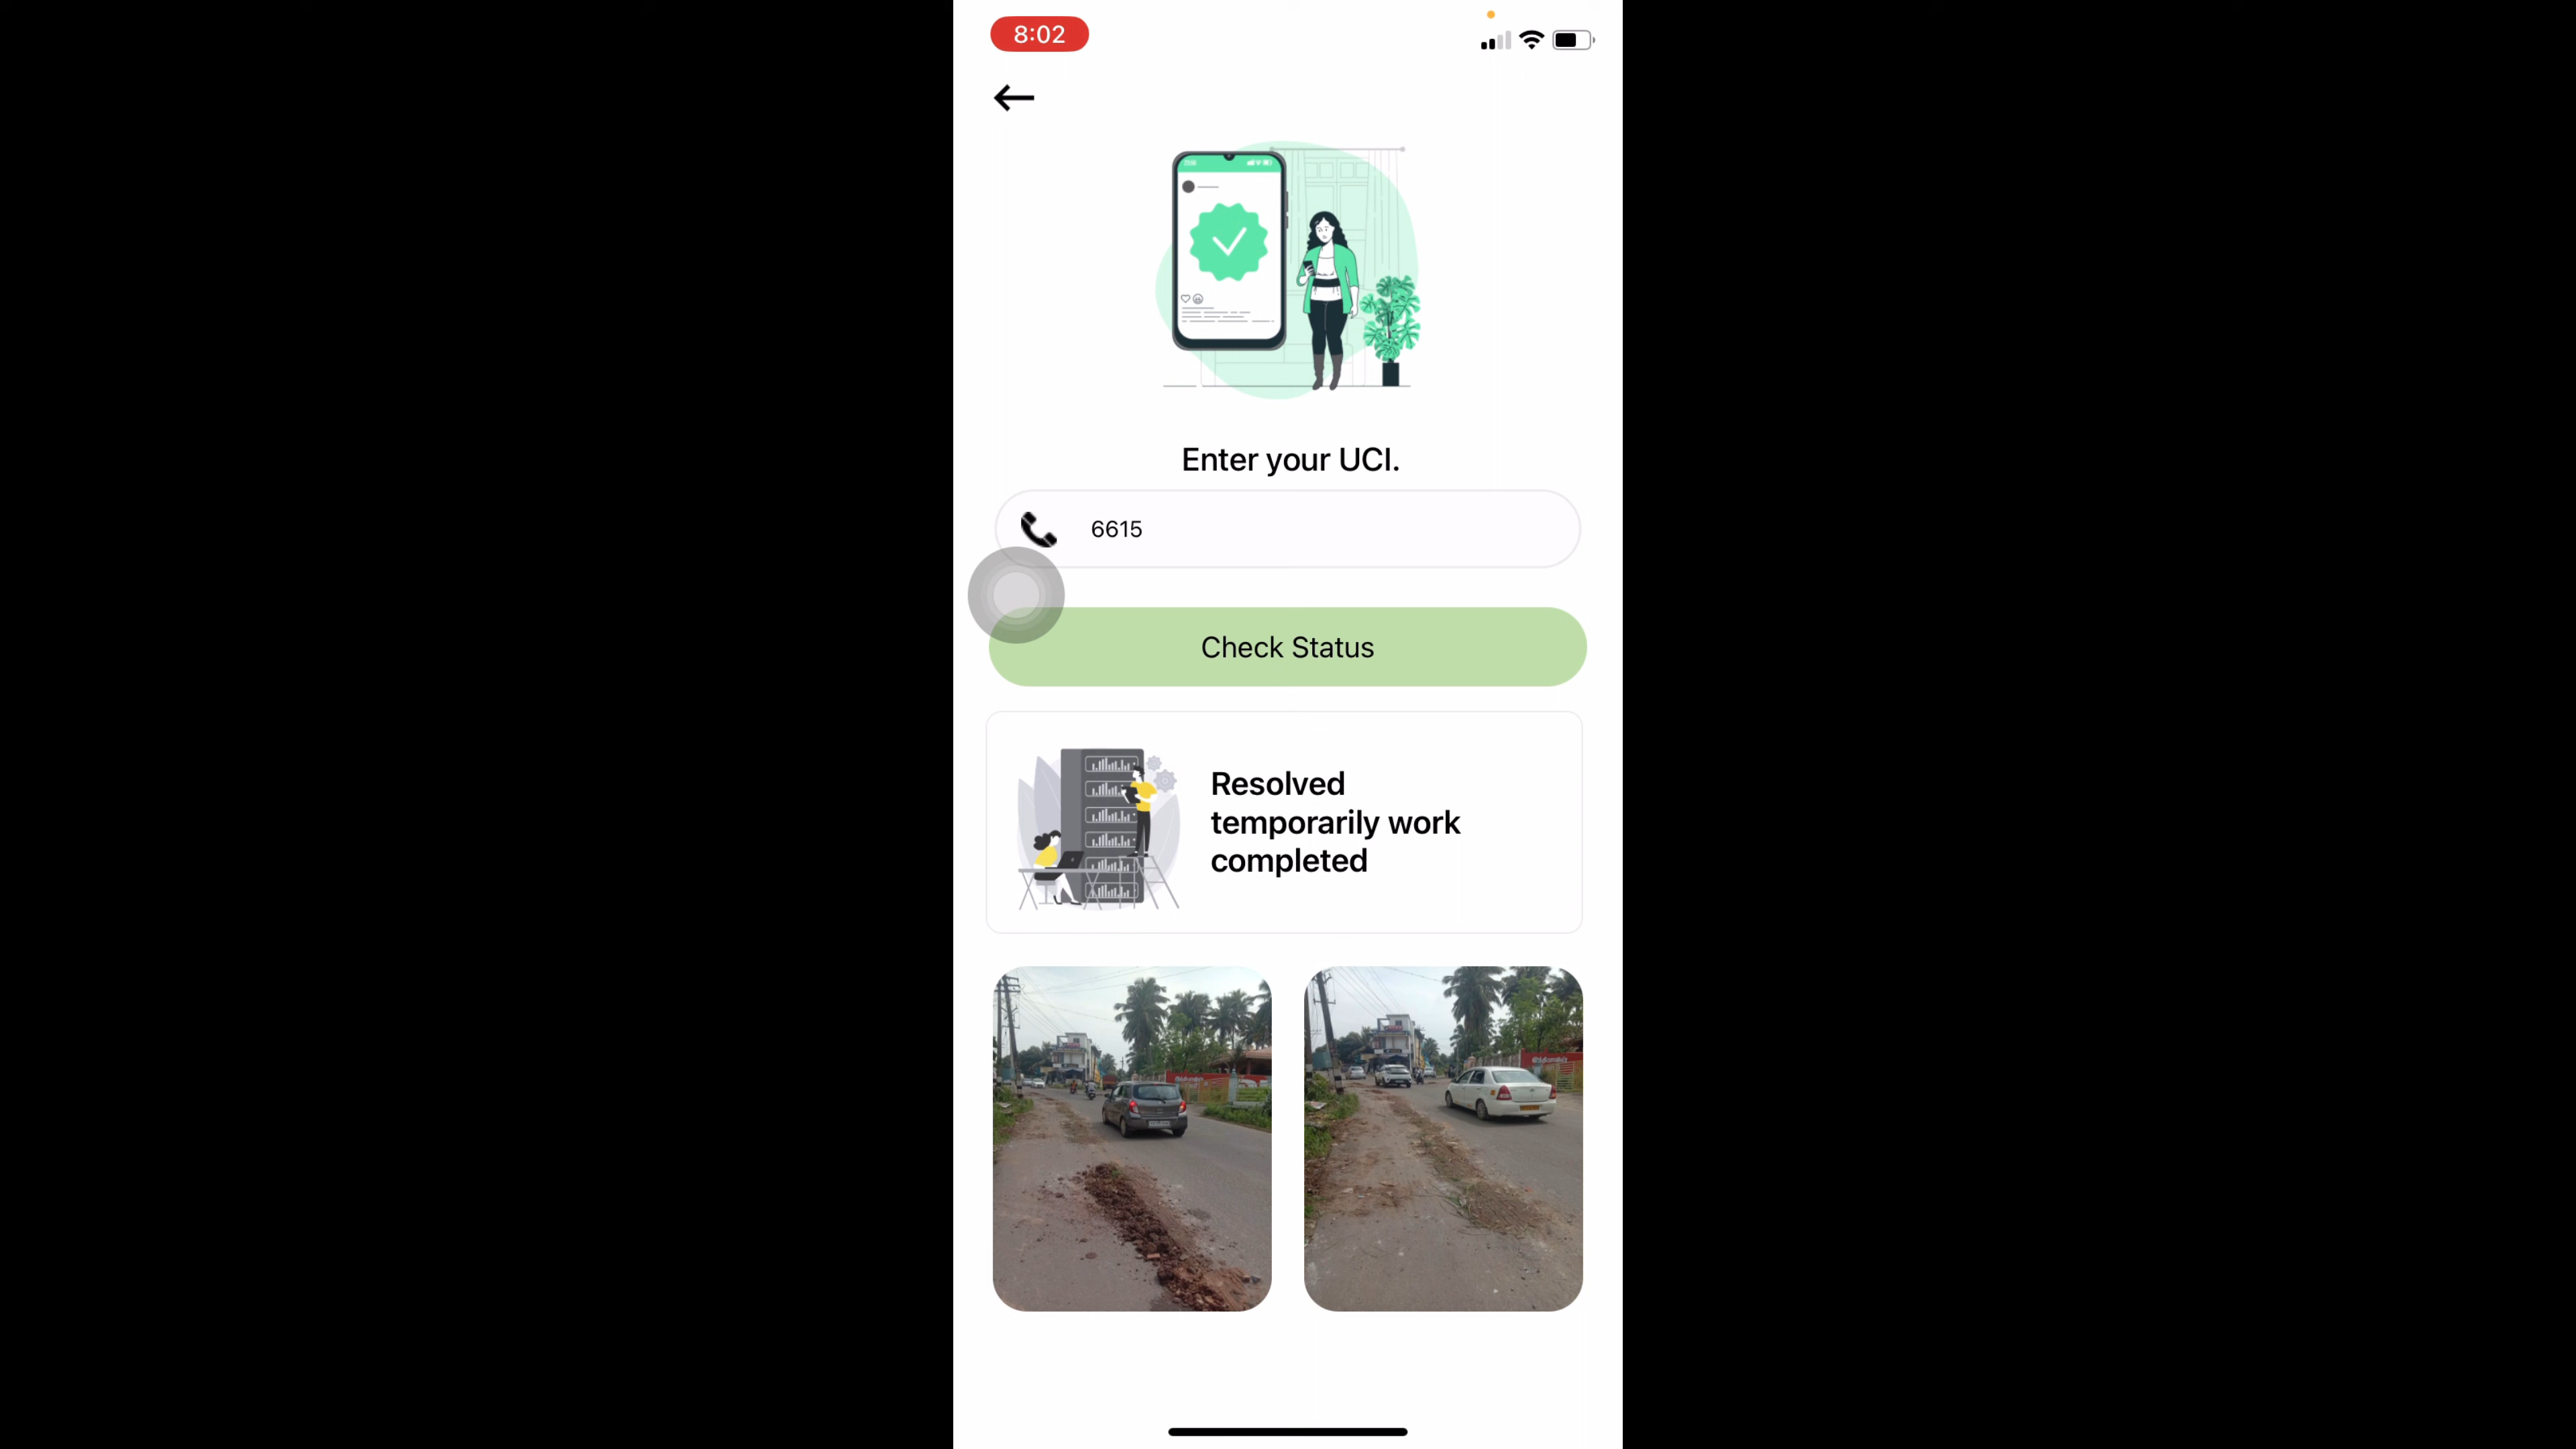 8:02
Enter your UCI.
6615
Check Status
Resolved
temporarily work
completed